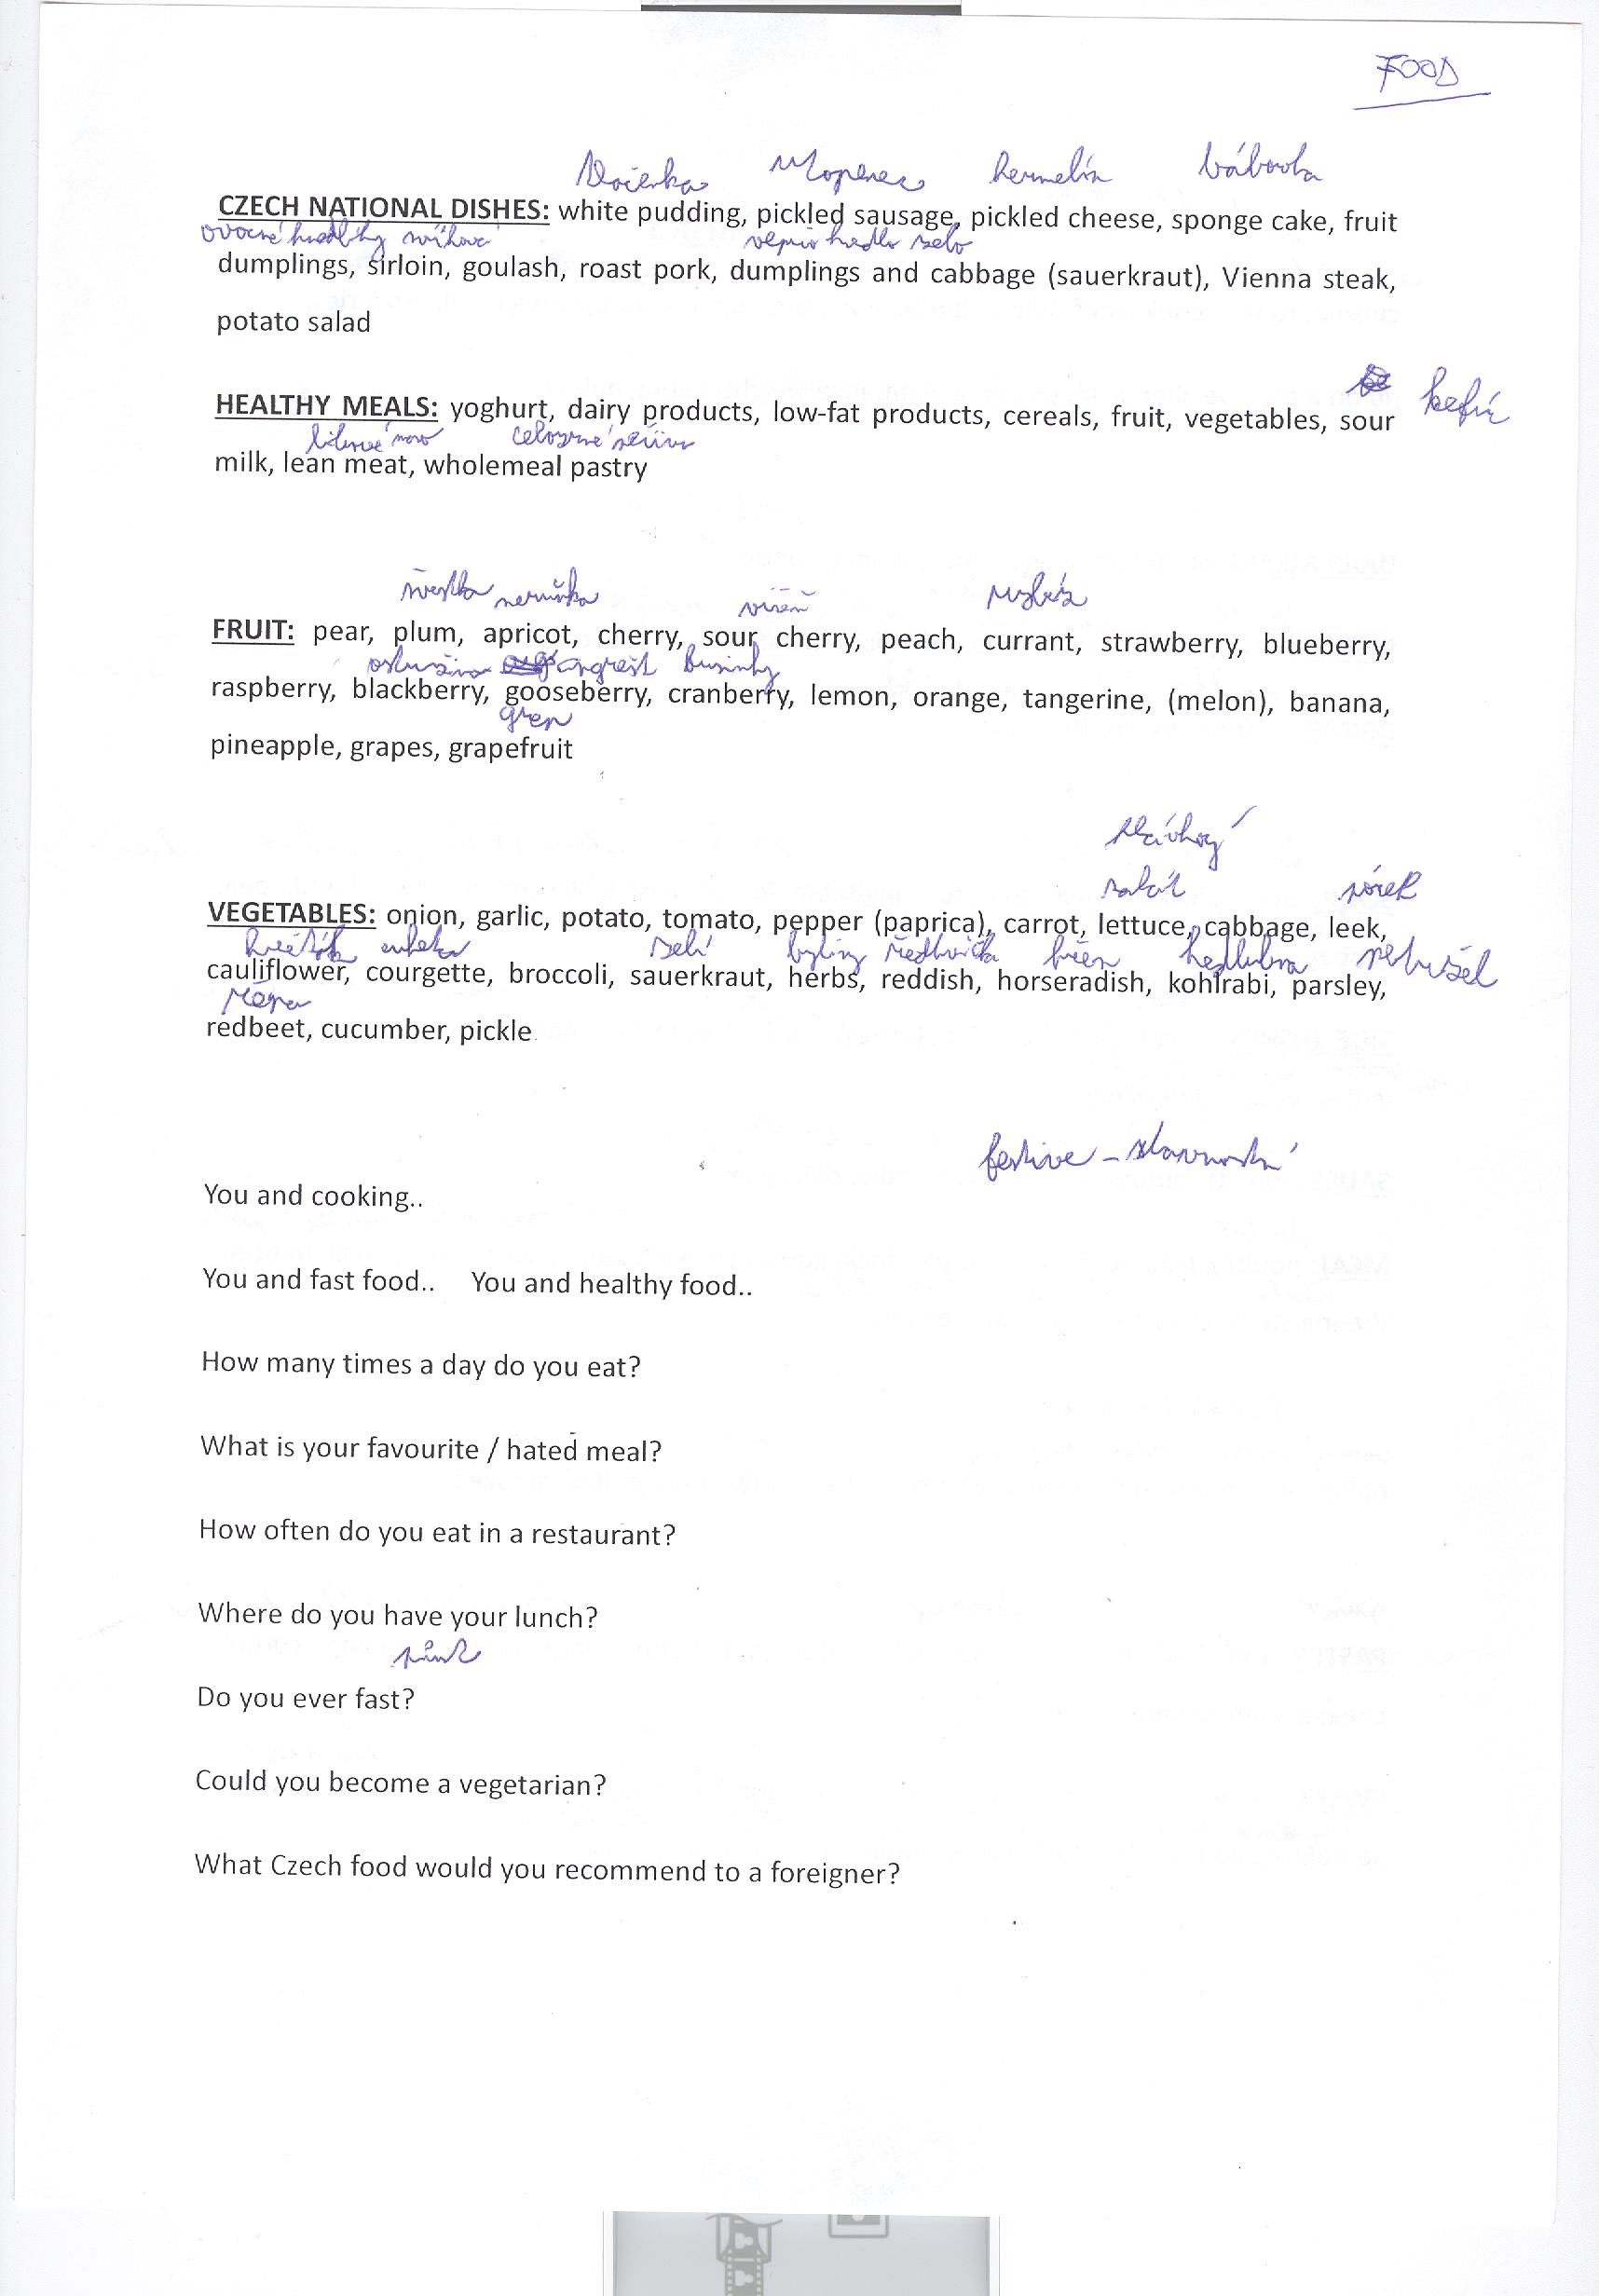 FOOD
utopenec hermelín bábovka
CZECH NATIONAL DISHES: white pudding, pickled sausage, pickled cheese, sponge cake, fruit
ovocné knedlíky svíčková vepřo knedlo zelo
dumplings, sirloin, goulash, roast pork, dumplings and cabbage (sauerkraut), Vienna steak,
potato salad
kefír
HEALTHY MEALS: yoghurt, dairy products, low-fat products, cereals, fruit, vegetables, sour
libové maso celozrné pečivo
milk, lean meat, wholemeal pastry
švestka meruňka višeň rybíz
FRUIT: pear, plum, apricot, cherry, sour cherry, peach, currant, strawberry, blueberry,
ostružina angrešt brusinky
raspberry, blackberry, gooseberry, cranberry, lemon, orange, tangerine, (melon), banana,
grep
pineapple, grapes, grapefruit
hlávkový
salát pórek
VEGETABLES: onion, garlic, potato, tomato, pepper (paprica), carrot, lettuce, cabbage, leek,
květák cuketa zelí byliny ředkvička křen kedlubna petržel
cauliflower, courgette, broccoli, sauerkraut, herbs, reddish, horseradish, kohlrabi, parsley,
řepa
redbeet, cucumber, pickle
festive - slavnostní
You and cooking..
You and fast food.. You and healthy food..
How many times a day do you eat?
What is your favourite / hated meal?
How often do you eat in a restaurant?
Where do you have your lunch?
půst
Do you ever fast?
Could you become a vegetarian?
What Czech food would you recommend to a foreigner?